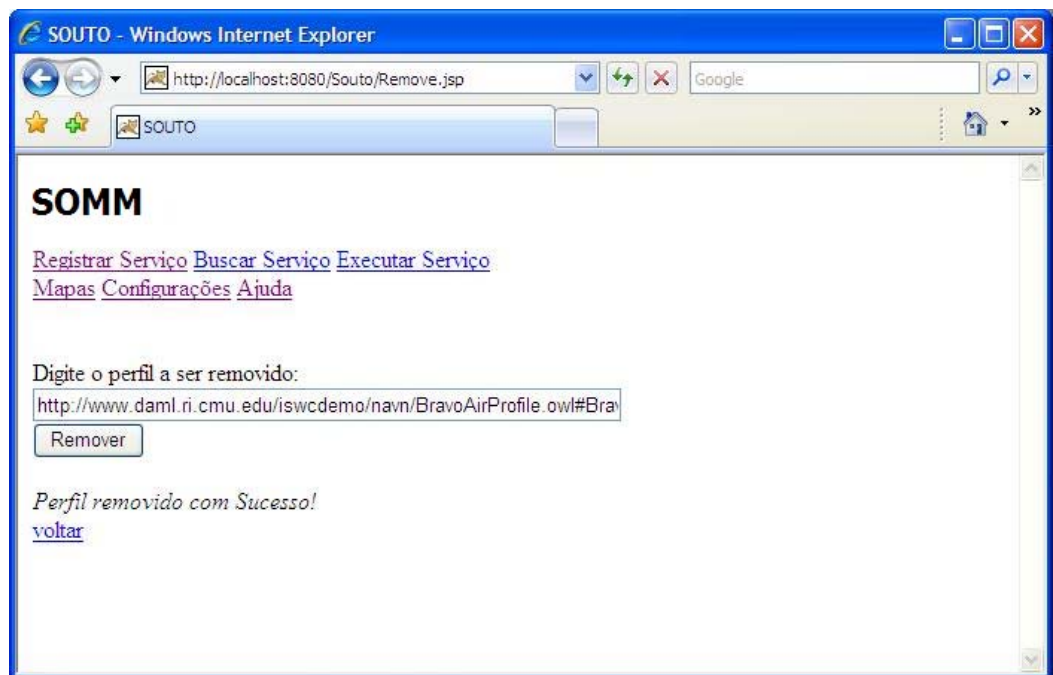 SOUTO - Windows Internet Explorer
http://localhost:8080/Souto/Remove.jsp
Google
SOUTO
SOMM
Registrar Serviço Buscar Serviço Executar Serviço
Mapas Configurações Ajuda
Digite o perfil a ser removido:
http://www.daml.ri.cmu.edu/iswcdemo/navn/BravoAirProfile.owl#Brav
Remover
Perfil removido com Sucesso!
voltar